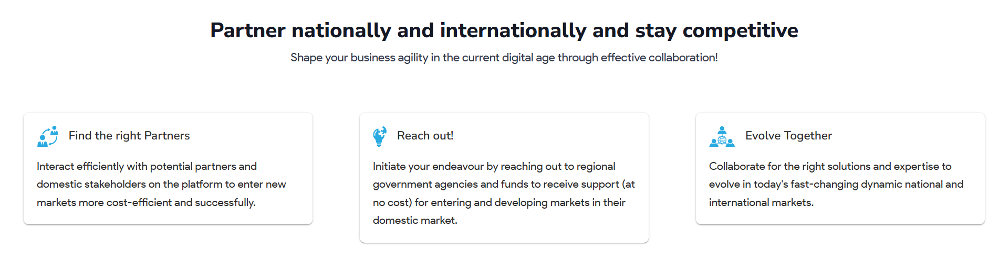 Partner nationally and internationally and stay competitive
Shape your business agility in the current digital age through effective collaboration!
Find the right Partners
Interact efficiently with potential partners and
domestic stakeholders on the platform to enter new
markets more cost-efficient and successfully.
Reach out!
Initiate your endeavour by reaching out to regional
government agencies and funds to receive support (at
no cost) for entering and developing markets in their
domestic market.
Evolve Together
Collaborate for the right solutions and expertise to
evolve in today's fast-changing dynamic national and
international markets.